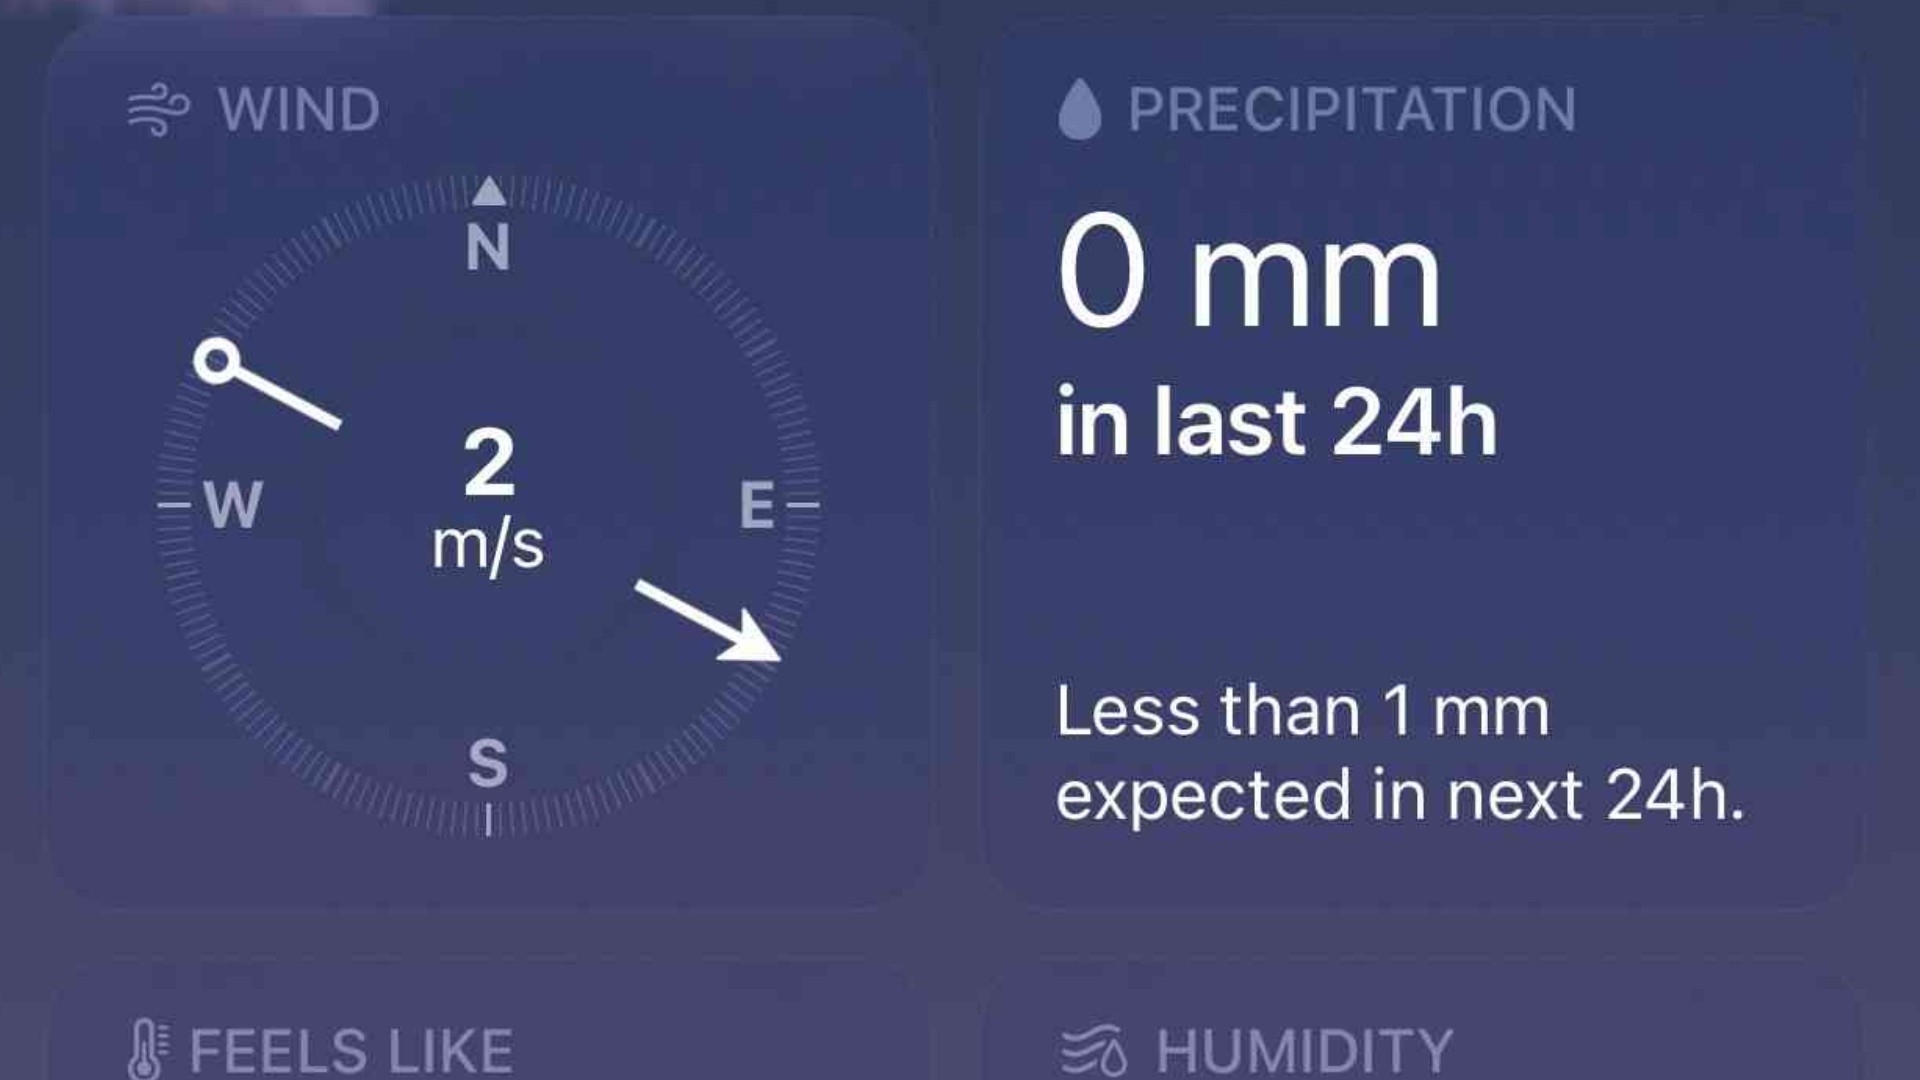 WIND
N
W
E
S
2
m/s
PRECIPITATION
0 mm
in last 24h
Less than 1 mm
expected in next 24h.
FEELS LIKE
HUMIDITY